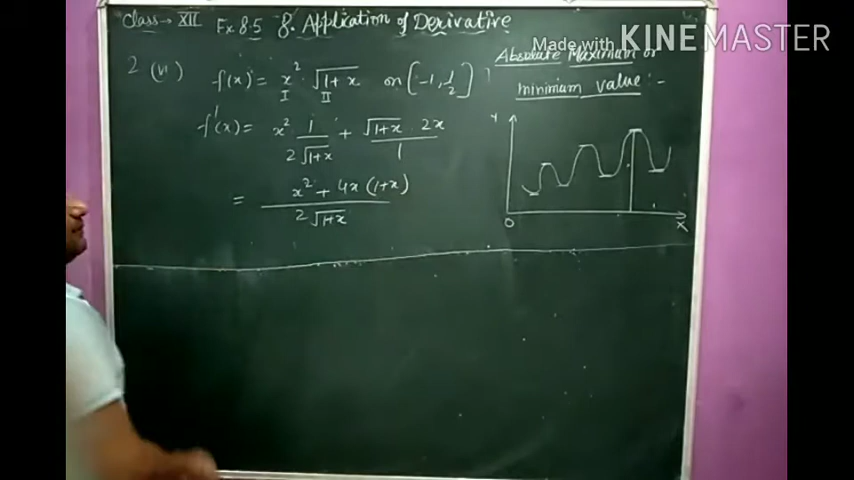 Class → XII Ex 8.5 8. Application of Derivative
Made with KINEMASTER
Absolute Maximum or
minimum value :-
2 (vi) f(x) = x² · √1+x on [-1, 1/2]
I II
f'(x) = x² 1/2√1+x + √1+x · 2x/1
= x² + 4x (1+x) / 2√1+x
Y
O X